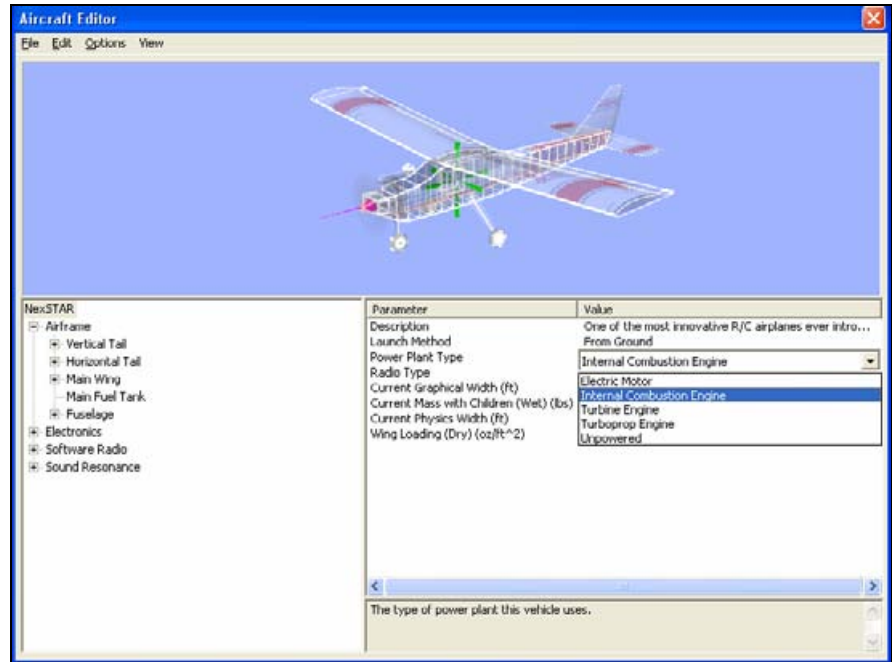 Aircraft Editor
File Edit Options View
NexSTAR
Airframe
Vertical Tail
Horizontal Tail
Main Wing
Main Fuel Tank
Fuselage
Electronics
Software Radio
Sound Resonance
Parameter Value
Description One of the most innovative R/C airplanes ever intro...
Launch Method From Ground
Power Plant Type Internal Combustion Engine
Radio Type
Current Graphical Width (ft)
Current Mass with Children (Wet) (lbs)
Current Physics Width (ft)
Wing Loading (Dry) (oz/ft^2)
Electric Motor
Internal Combustion Engine
Turbine Engine
Turboprop Engine
Unpowered
The type of power plant this vehicle uses.